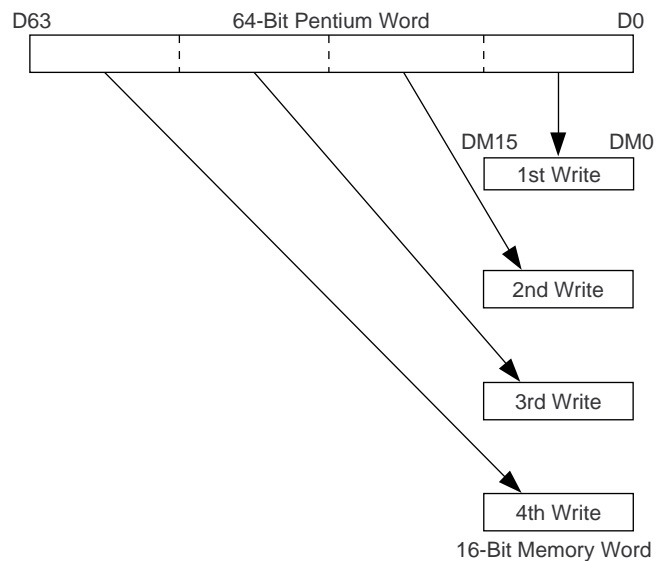 D63 64-Bit Pentium Word D0
DM15 DM0
1st Write
2nd Write
3rd Write
4th Write
16-Bit Memory Word